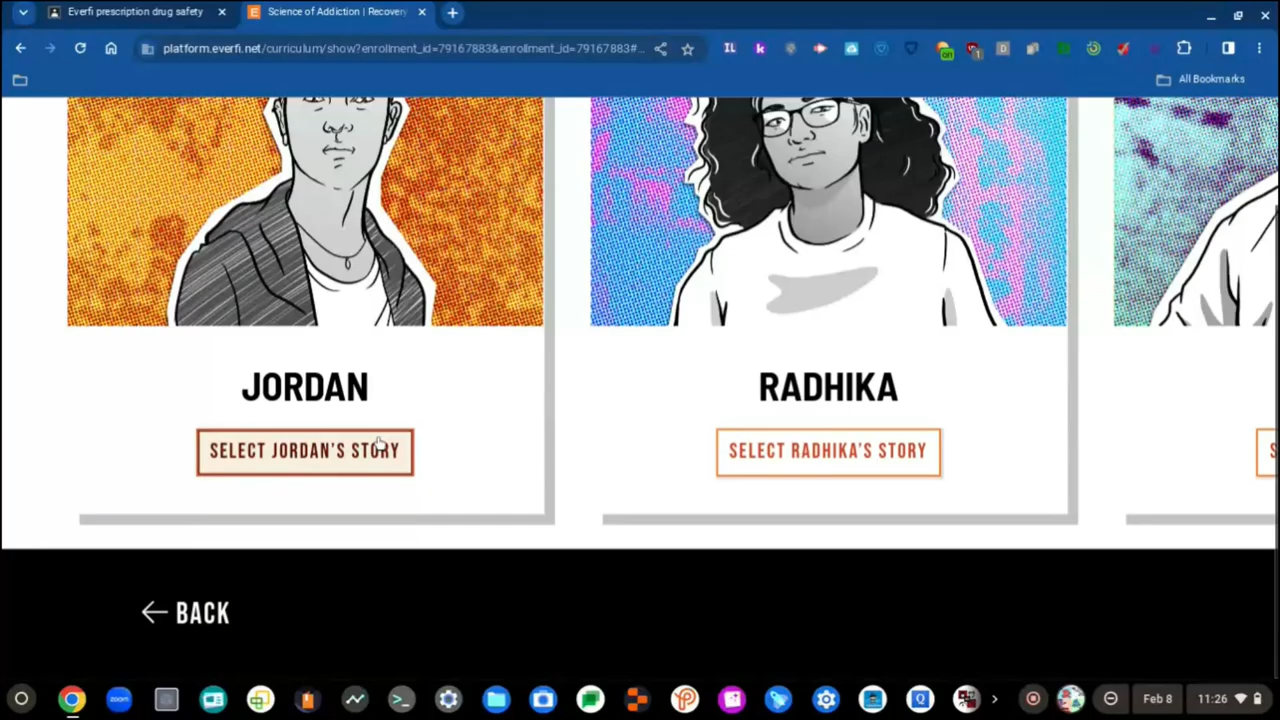 Everfi prescription drug safety
Science of Addiction | Recovery
platform.everfi.net/curriculum/show?enrollment_id=79167883&enrollment_id=79167883#...
All Bookmarks
JORDAN
RADHIKA
SELECT JORDAN'S STORY
SELECT RADHIKA'S STORY
S
← BACK
Feb 8
11:26